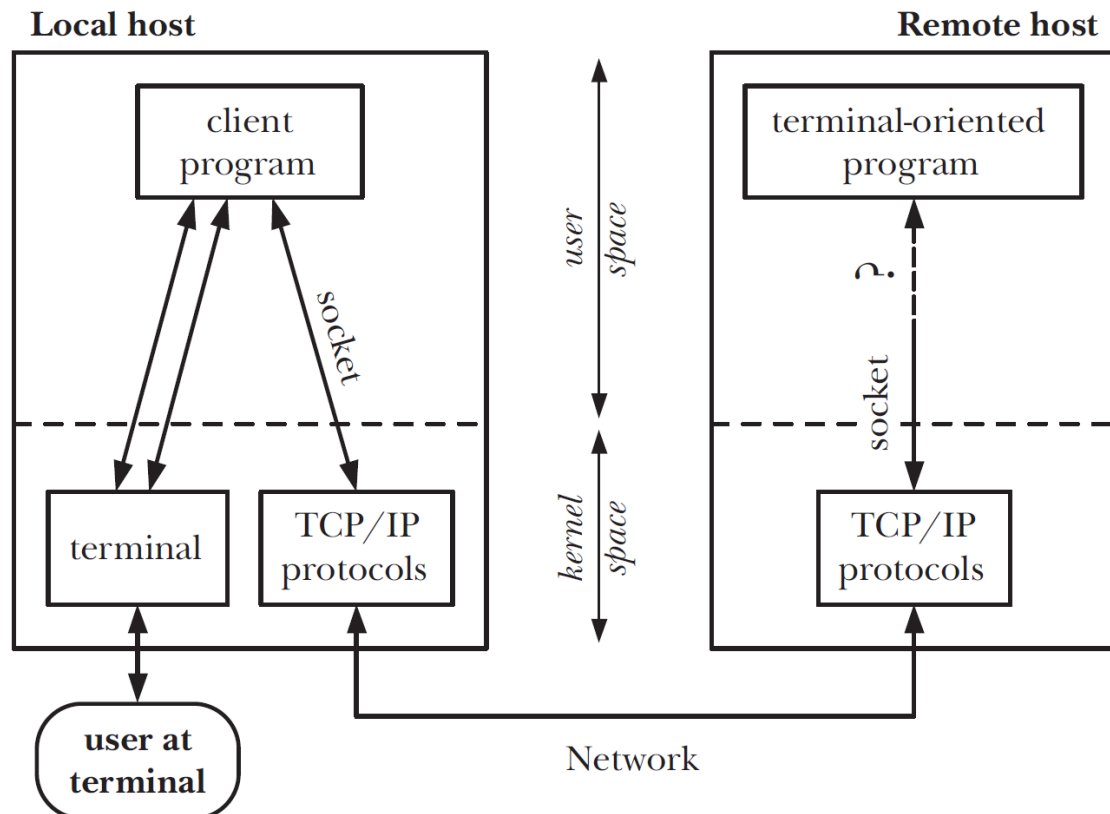 Local host
Remote host
client
program
terminal-oriented
program
user
space
?
socket
socket
kernel
space
terminal
TCP/IP
protocols
TCP/IP
protocols
user at
terminal
Network